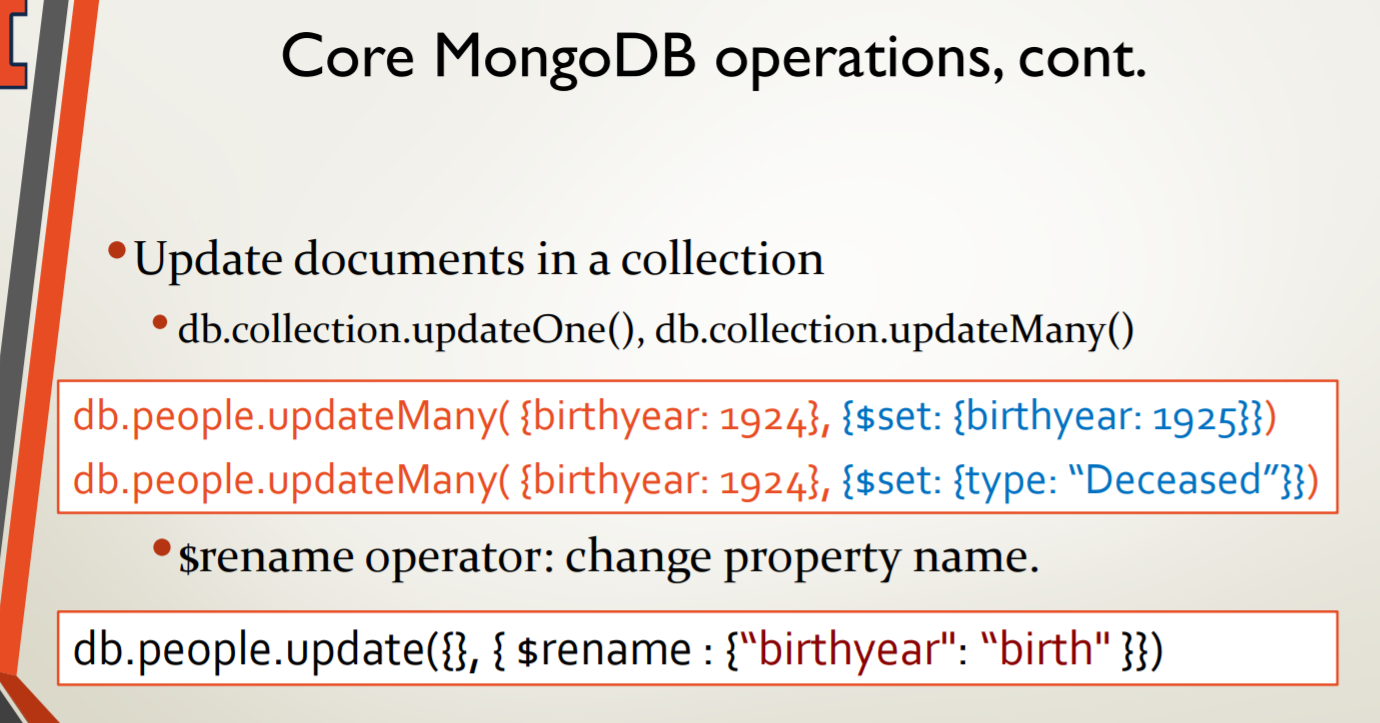 Core MongoDB operations, cont.
•Update documents in a collection
•db.collection.updateOne(), db.collection.updateMany()
db.people.updateMany( {birthyear: 1924}, {$set: {birthyear: 1925}})
db.people.updateMany( {birthyear: 1924}, {$set: {type: “Deceased”}})
•$rename operator: change property name.
db.people.update({}, { $rename : {“birthyear": “birth" }})